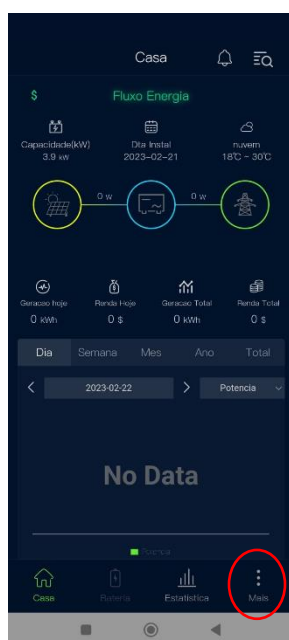 Casa
$ Fluxo Energia
Capacidade(kW) Dta Instal nuvem
3.9 kW 2023-02-21 18℃ - 30℃
0 w 0 w
Geracao hoje Renda Hoje Geracao Total Renda Total
0 kWh 0 $ 0 kWh 0 $
Dia Semana Mes Ano Total
< 2023-02-22 > Potencia
No Data
Potencia
Casa Bateria Estatistica Mais